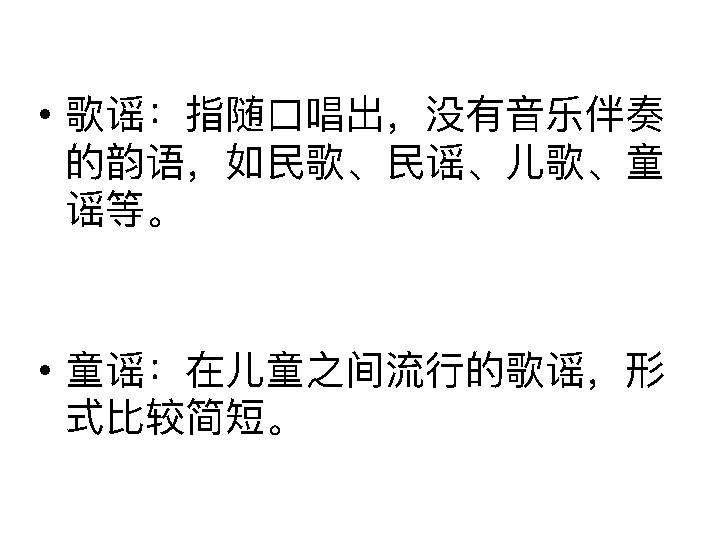 • 歌谣：指随口唱出，没有音乐伴奏
的韵语，如民歌、民谣、儿歌、童
谣等。
• 童谣：在儿童之间流行的歌谣，形
式比较简短。